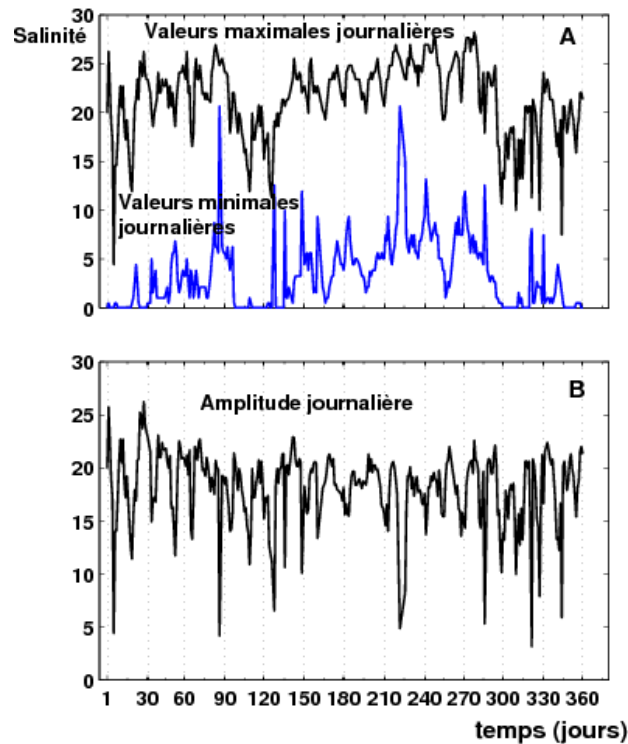 30
Salinité
Valeurs maximales journalières
A
25
20
15
10
Valeurs minimales
journalières
5
0
30
B
Amplitude journalière
25
20
15
10
5
0
1 30 60 90 120 150 180 210 240 270 300 330 360
temps (jours)